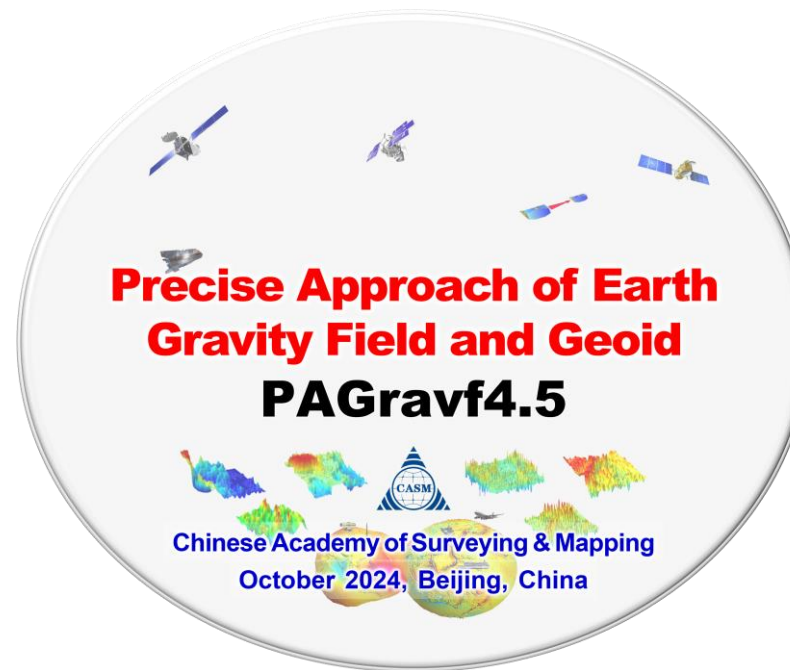 Precise Approach of Earth
Gravity Field and Geoid
PAGravf4.5
CASM
Chinese Academy of Surveying & Mapping
October 2024, Beijing, China